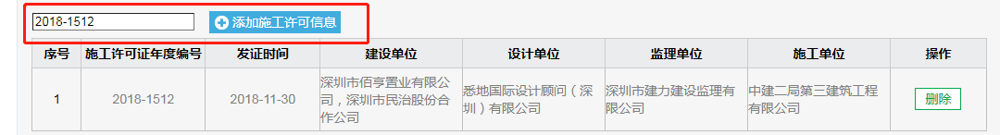 2018-1512 添加施工许可信息
序号 施工许可证年度编号 发证时间 建设单位 设计单位 监理单位 施工单位 操作
1 2018-1512 2018-11-30 深圳市佰亨置业有限公司，深圳市民治股份合作公司 悉地国际设计顾问（深圳）有限公司 深圳市建力建设监理有限公司 中建二局第三建筑工程有限公司 删除